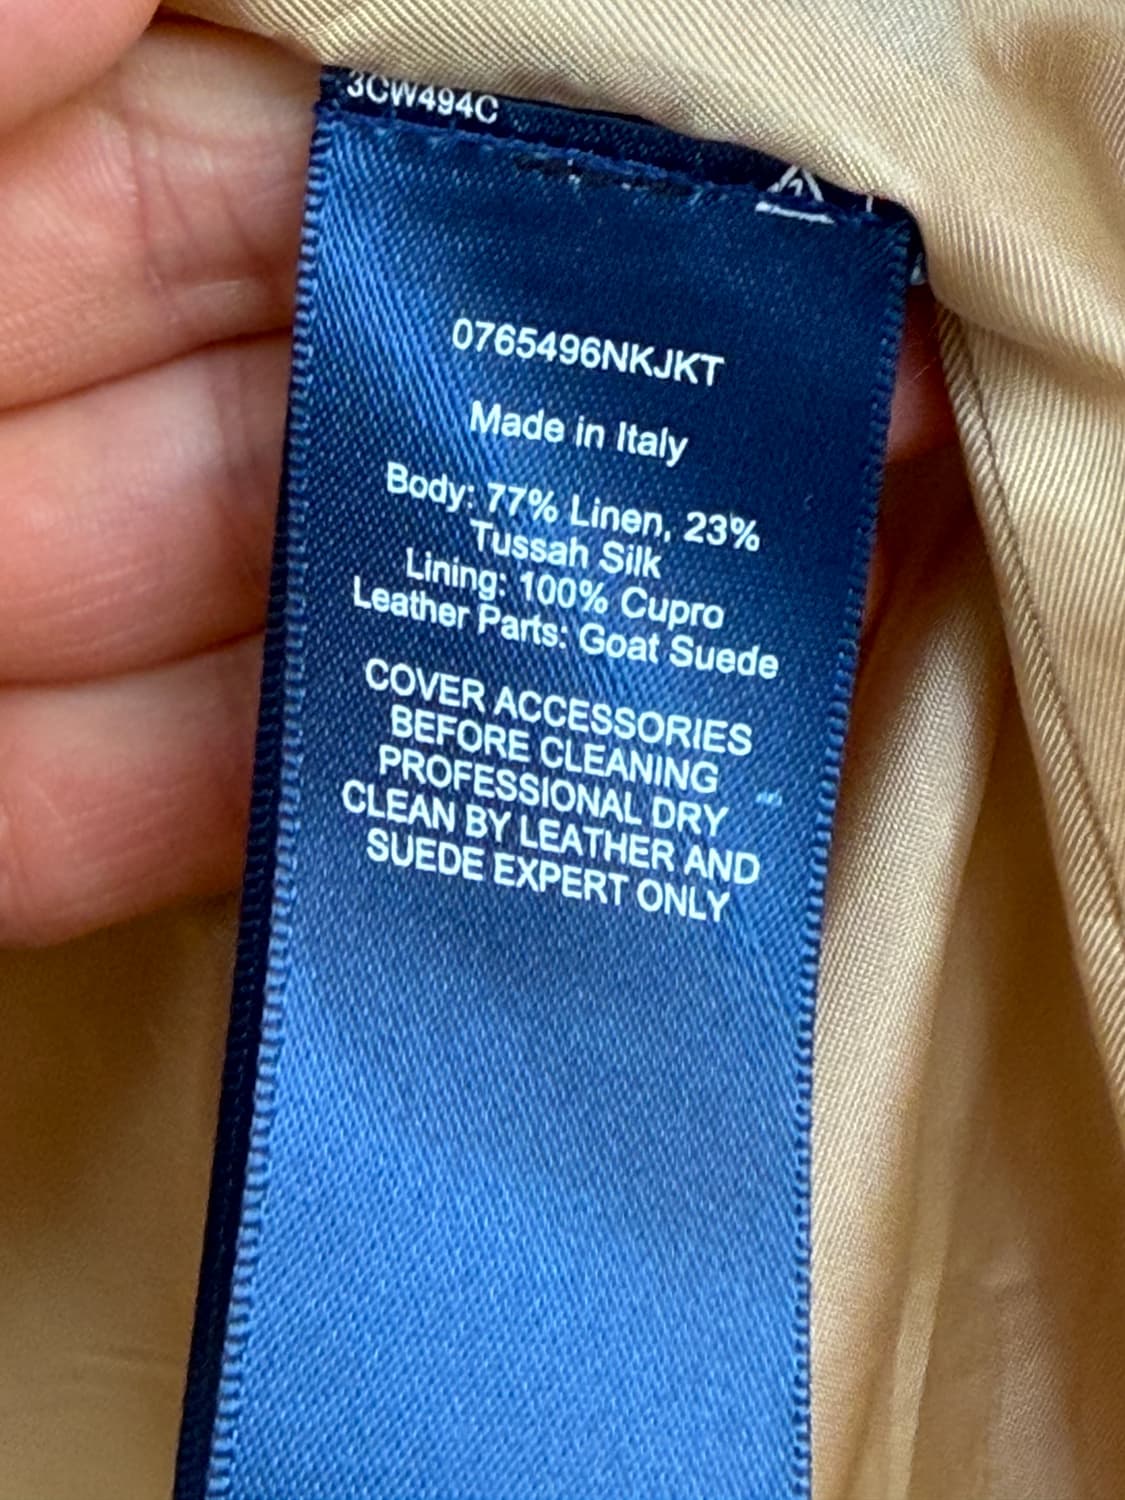 3CW494C
0765496NKJKT
Made in Italy
Body: 77% Linen, 23%
Tussah Silk
Lining: 100% Cupro
Leather Parts: Goat Suede
COVER ACCESSORIES
BEFORE CLEANING
PROFESSIONAL DRY
CLEAN BY LEATHER AND
SUEDE EXPERT ONLY